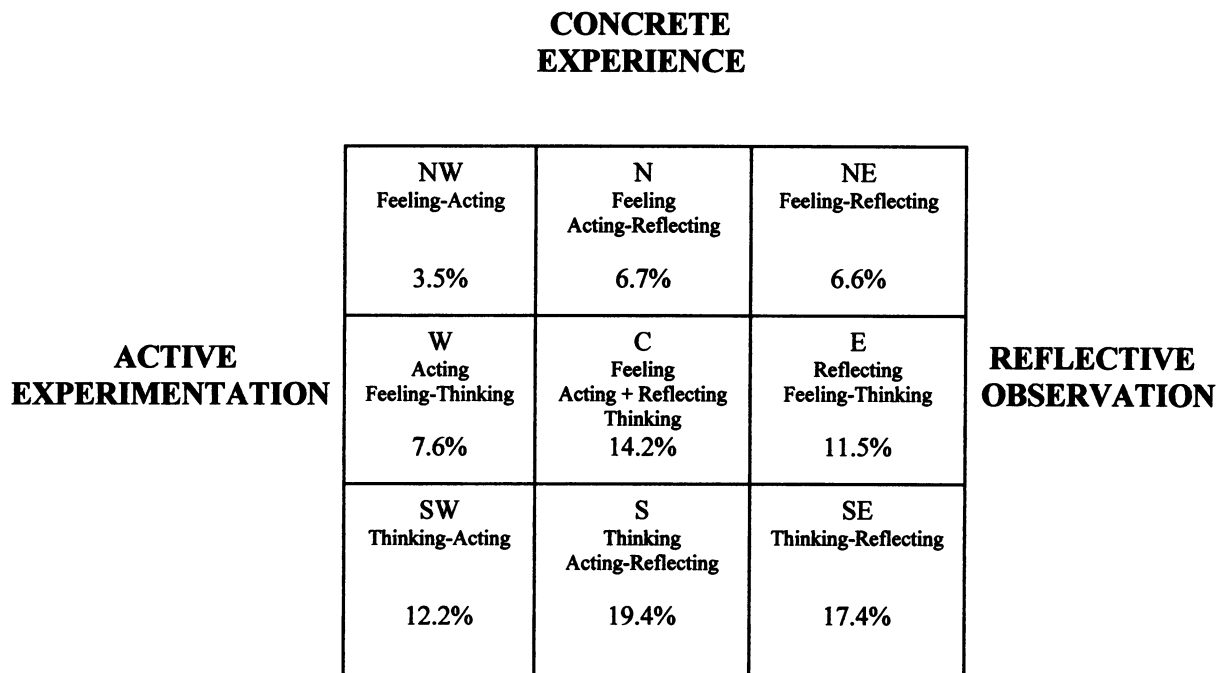 CONCRETE
EXPERIENCE
NW
Feeling-Acting
3.5%
N
Feeling
Acting-Reflecting
6.7%
NE
Feeling-Reflecting
6.6%
ACTIVE
EXPERIMENTATION
W
Acting
Feeling-Thinking
7.6%
C
Feeling
Acting + Reflecting
Thinking
14.2%
E
Reflecting
Feeling-Thinking
11.5%
REFLECTIVE
OBSERVATION
SW
Thinking-Acting
12.2%
S
Thinking
Acting-Reflecting
19.4%
SE
Thinking-Reflecting
17.4%